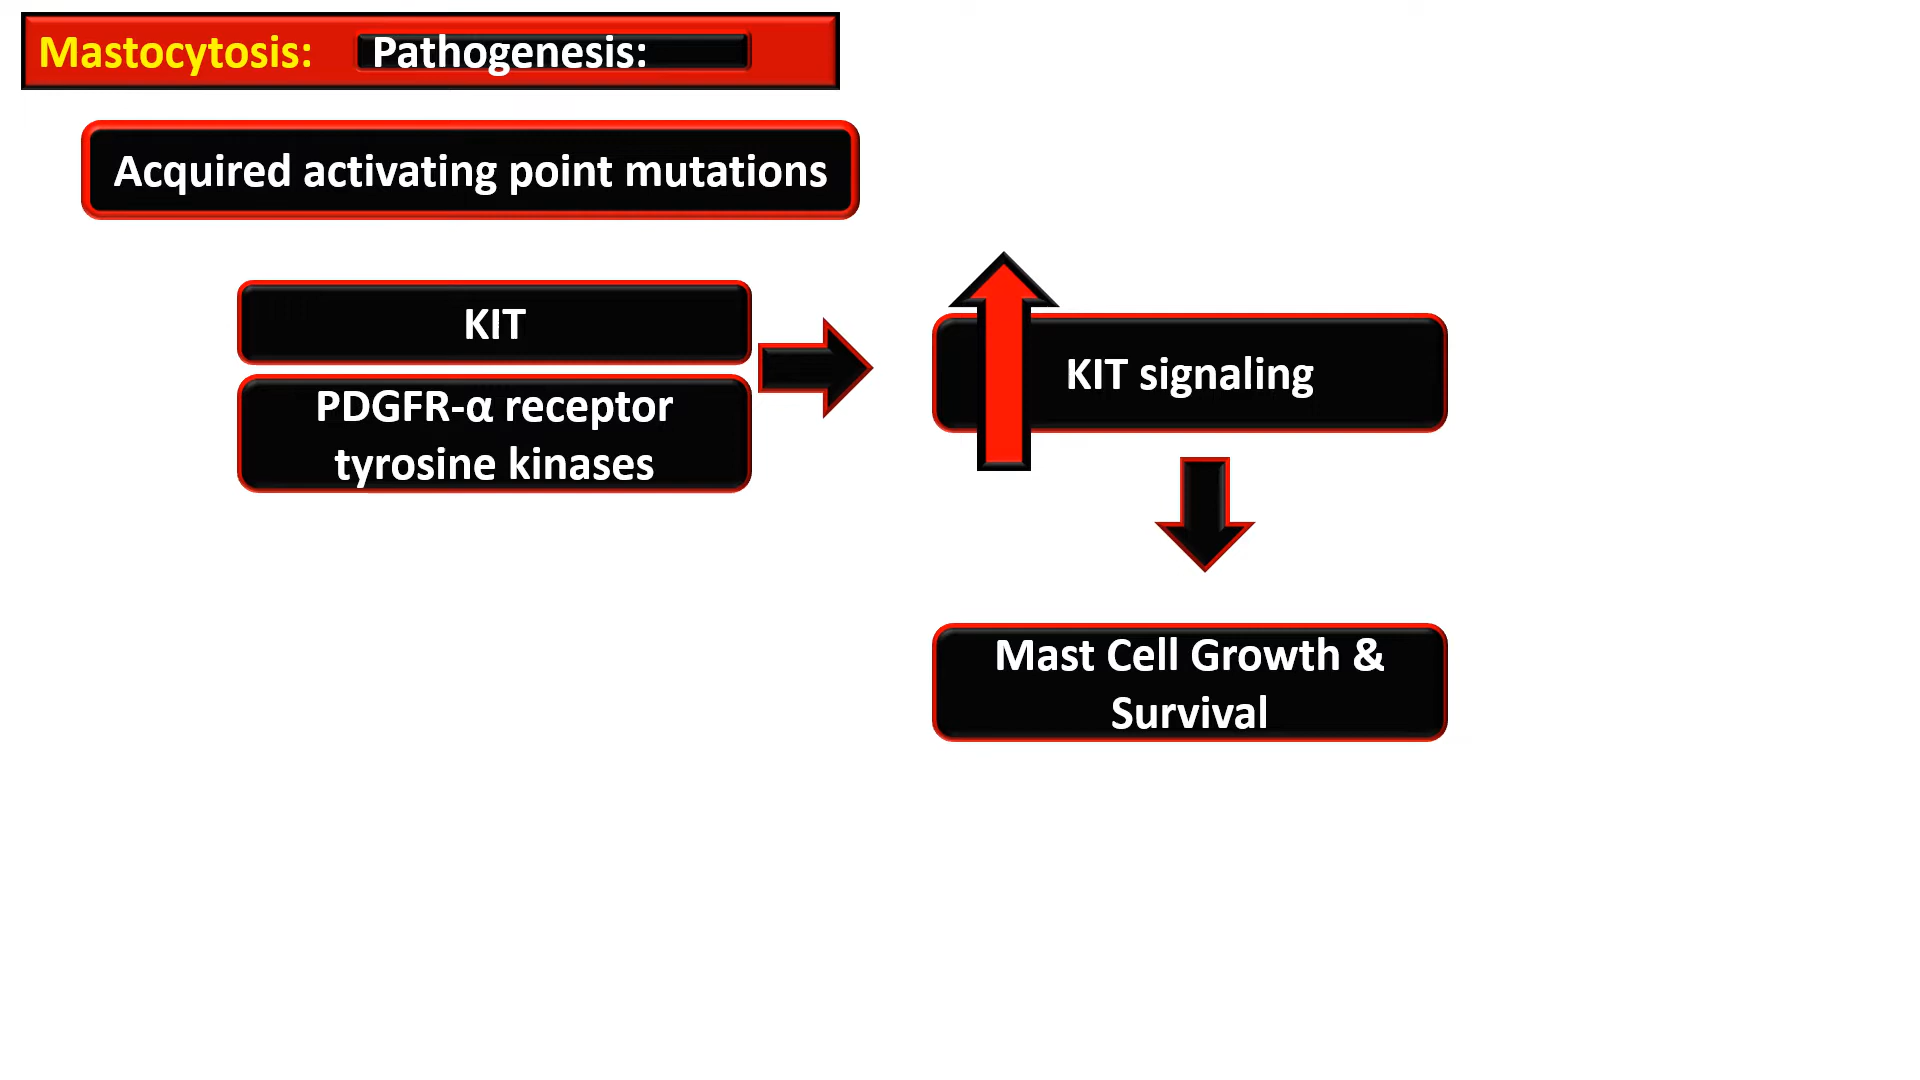 Mastocytosis: Pathogenesis:
Acquired activating point mutations
KIT
PDGFR-α receptor
tyrosine kinases
KIT signaling
Mast Cell Growth &
Survival